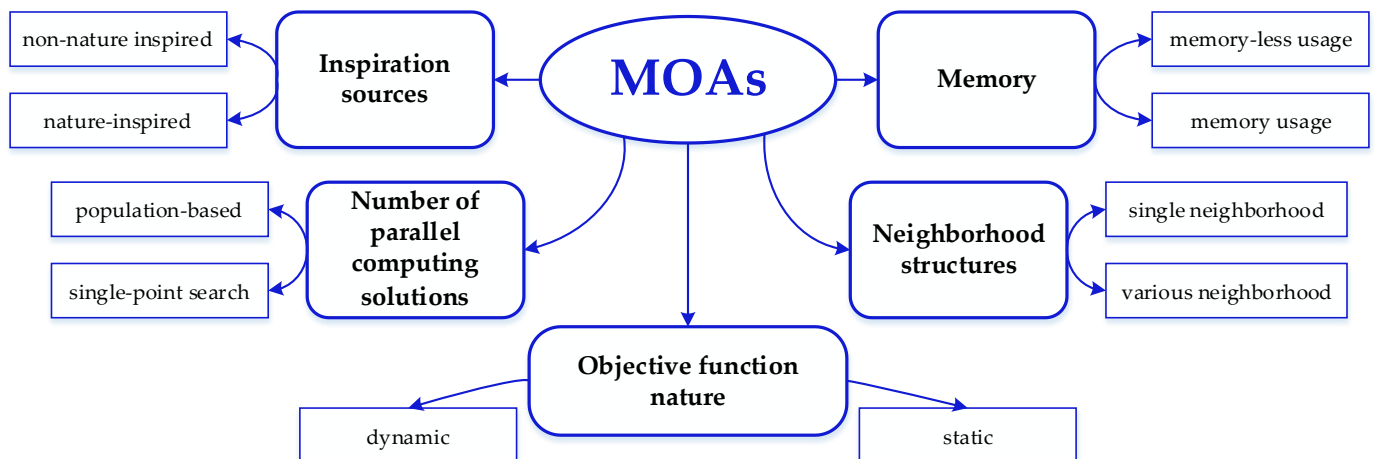 MOAs
Inspiration
sources
non-nature inspired
nature-inspired
Memory
memory-less usage
memory usage
Number of
parallel
computing
solutions
population-based
single-point search
Neighborhood
structures
single neighborhood
various neighborhood
Objective function
nature
dynamic
static